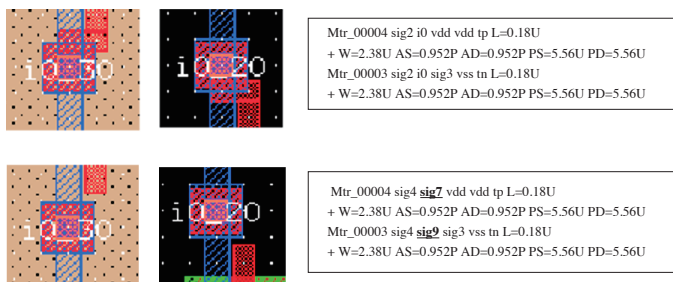 i0_30
i0_20
Mtr_00004 sig2 i0 vdd vdd tp L=0.18U
+ W=2.38U AS=0.952P AD=0.952P PS=5.56U PD=5.56U
Mtr_00003 sig2 i0 sig3 vss tn L=0.18U
+ W=2.38U AS=0.952P AD=0.952P PS=5.56U PD=5.56U
i0_30
i0_20
Mtr_00004 sig4 sig7 vdd vdd tp L=0.18U
+ W=2.38U AS=0.952P AD=0.952P PS=5.56U PD=5.56U
Mtr_00003 sig4 sig9 sig3 vss tn L=0.18U
+ W=2.38U AS=0.952P AD=0.952P PS=5.56U PD=5.56U